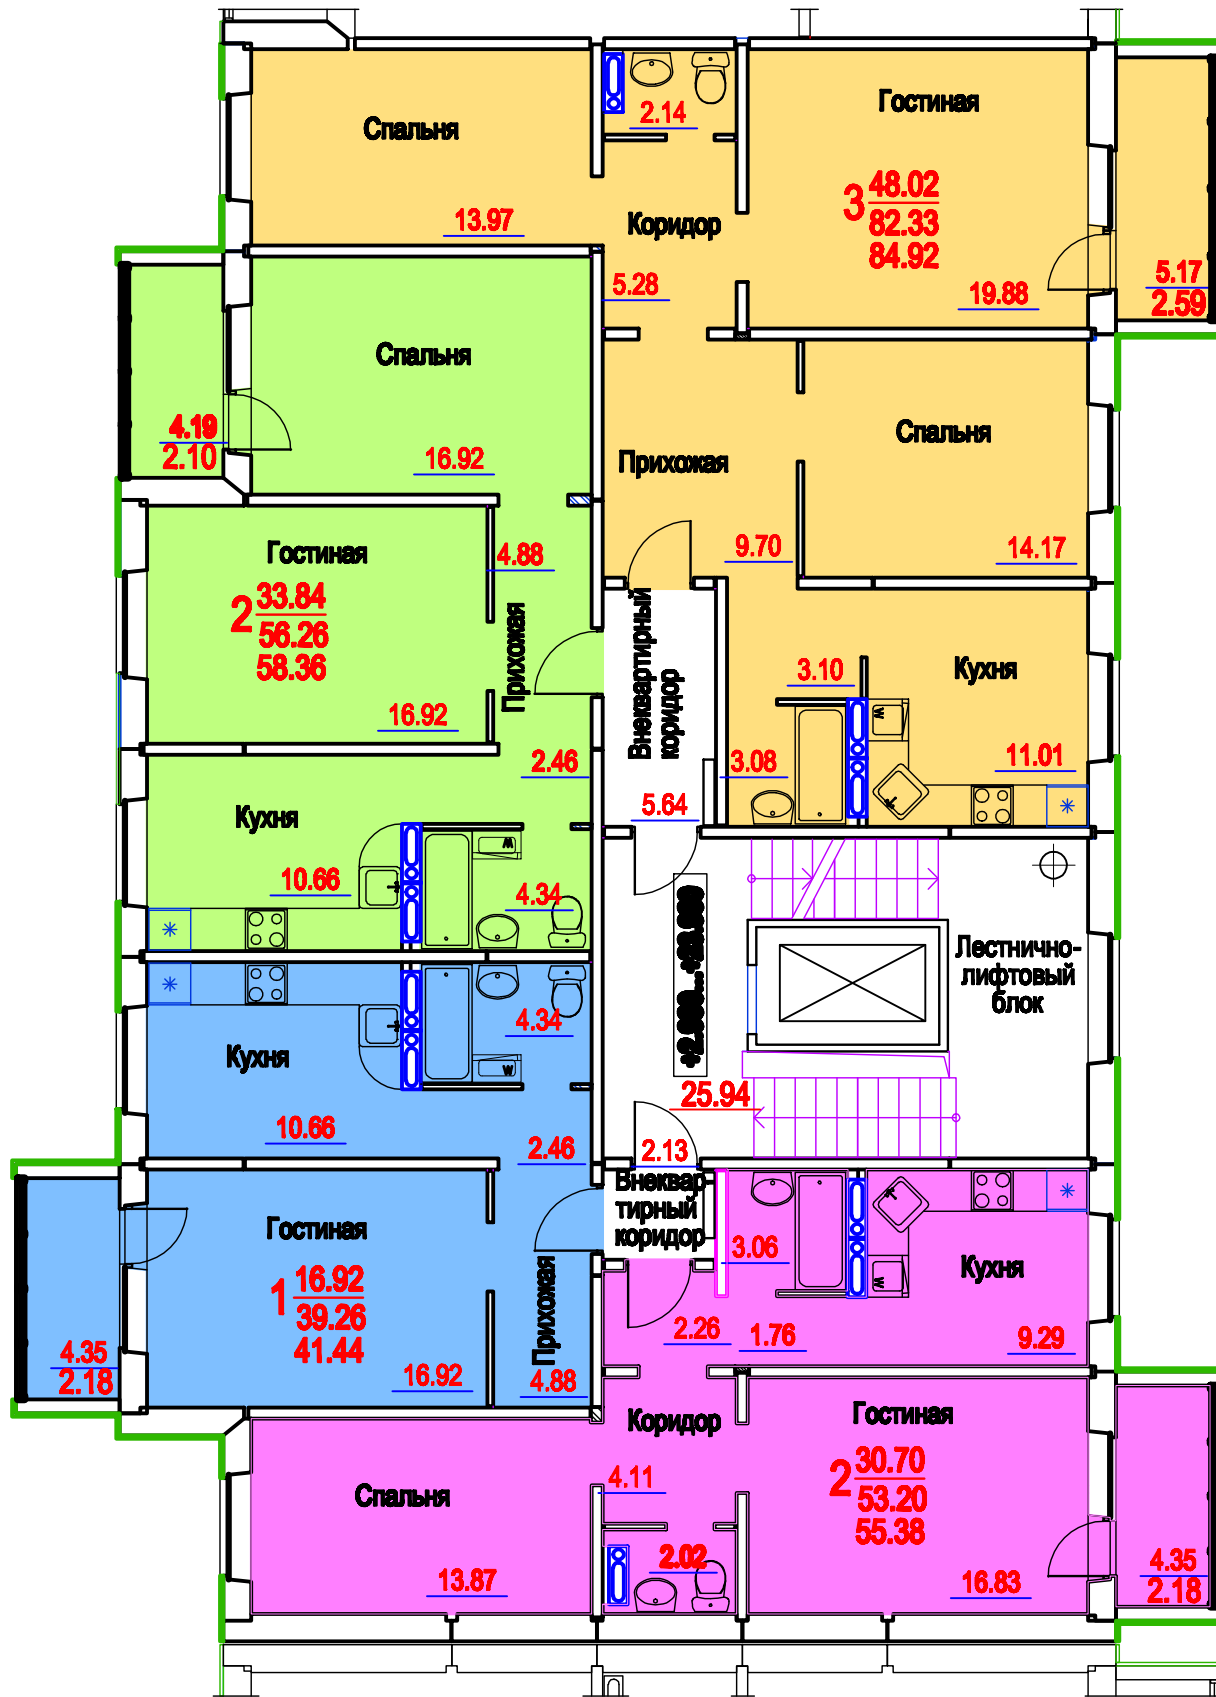 Спальня
13.97
2.14
Гостиная
3 48.02
82.33
84.92
Коридор
5.28
19.88
5.17
2.59
Спальня
4.19
2.10
16.92
Прихожая
9.70
Спальня
14.17
Гостиная
2 33.84
56.26
58.36
16.92
4.88
Прихожая
Внеквартирный
коридор
5.64
3.10
3.08
Кухня
11.01
W
2.46
Кухня
10.66
4.34
W
Лестнично-
лифтовый
блок
25.94
Кухня
10.66
4.34
W
2.46
2.13
Внеквар
тирный
коридор
Гостиная
1 16.92
39.26
41.44
16.92
4.35
2.18
Прихожая
4.88
3.06
2.26
1.76
W
Кухня
9.29
Коридор
4.11
Гостиная
2 30.70
53.20
55.38
16.83
4.35
2.18
Спальня
13.87
2.02